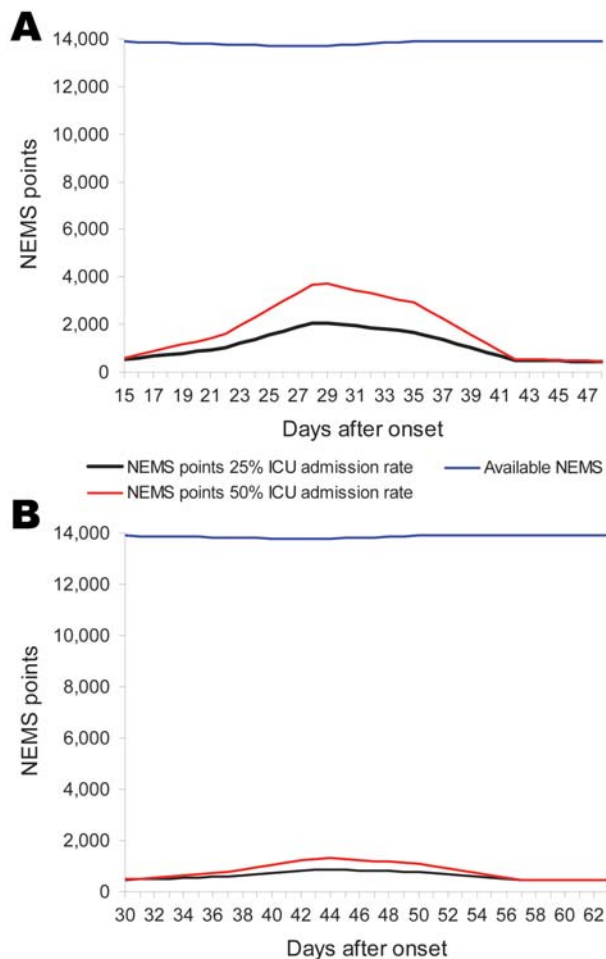 A
14,000
12,000
10,000
8,000
6,000
4,000
2,000
0
NEMS points
15 17 19 21 23 25 27 29 31 33 35 37 39 41 43 45 47
Days after onset
NEMS points 25% ICU admission rate Available NEMS
NEMS points 50% ICU admission rate
B
14,000
12,000
10,000
8,000
6,000
4,000
2,000
0
NEMS points
30 32 34 36 38 40 42 44 46 48 50 52 54 56 58 60 62
Days after onset